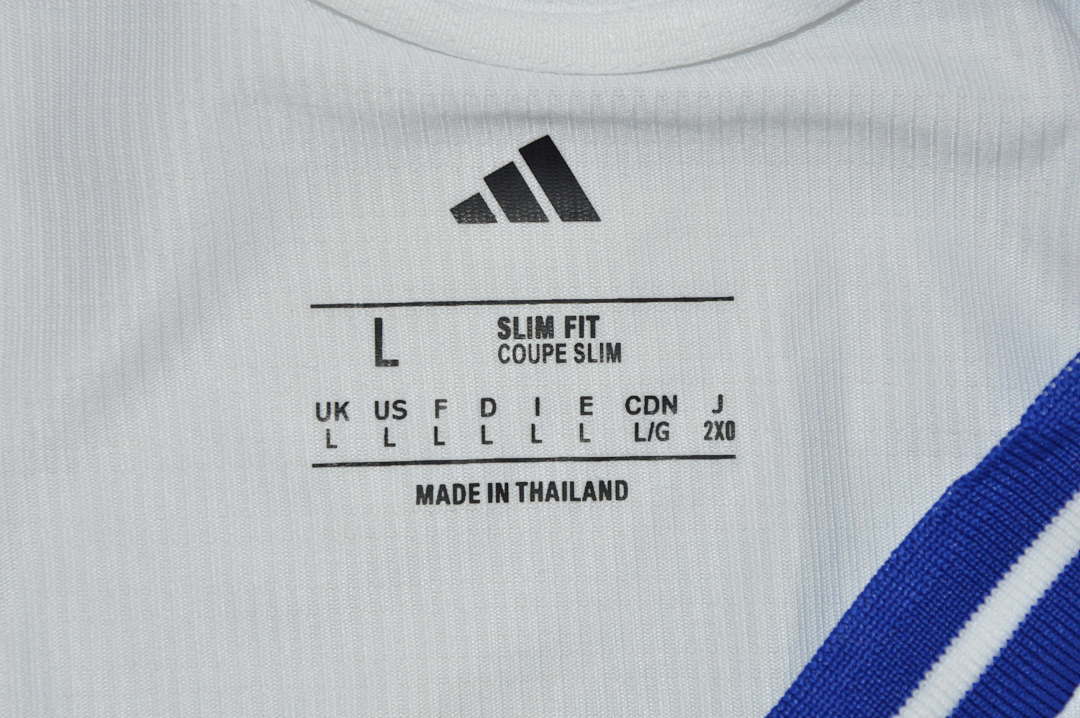 L
SLIM FIT
COUPE SLIM
UK US F D I E CDN J
L L L L L L L/G 2XO
MADE IN THAILAND